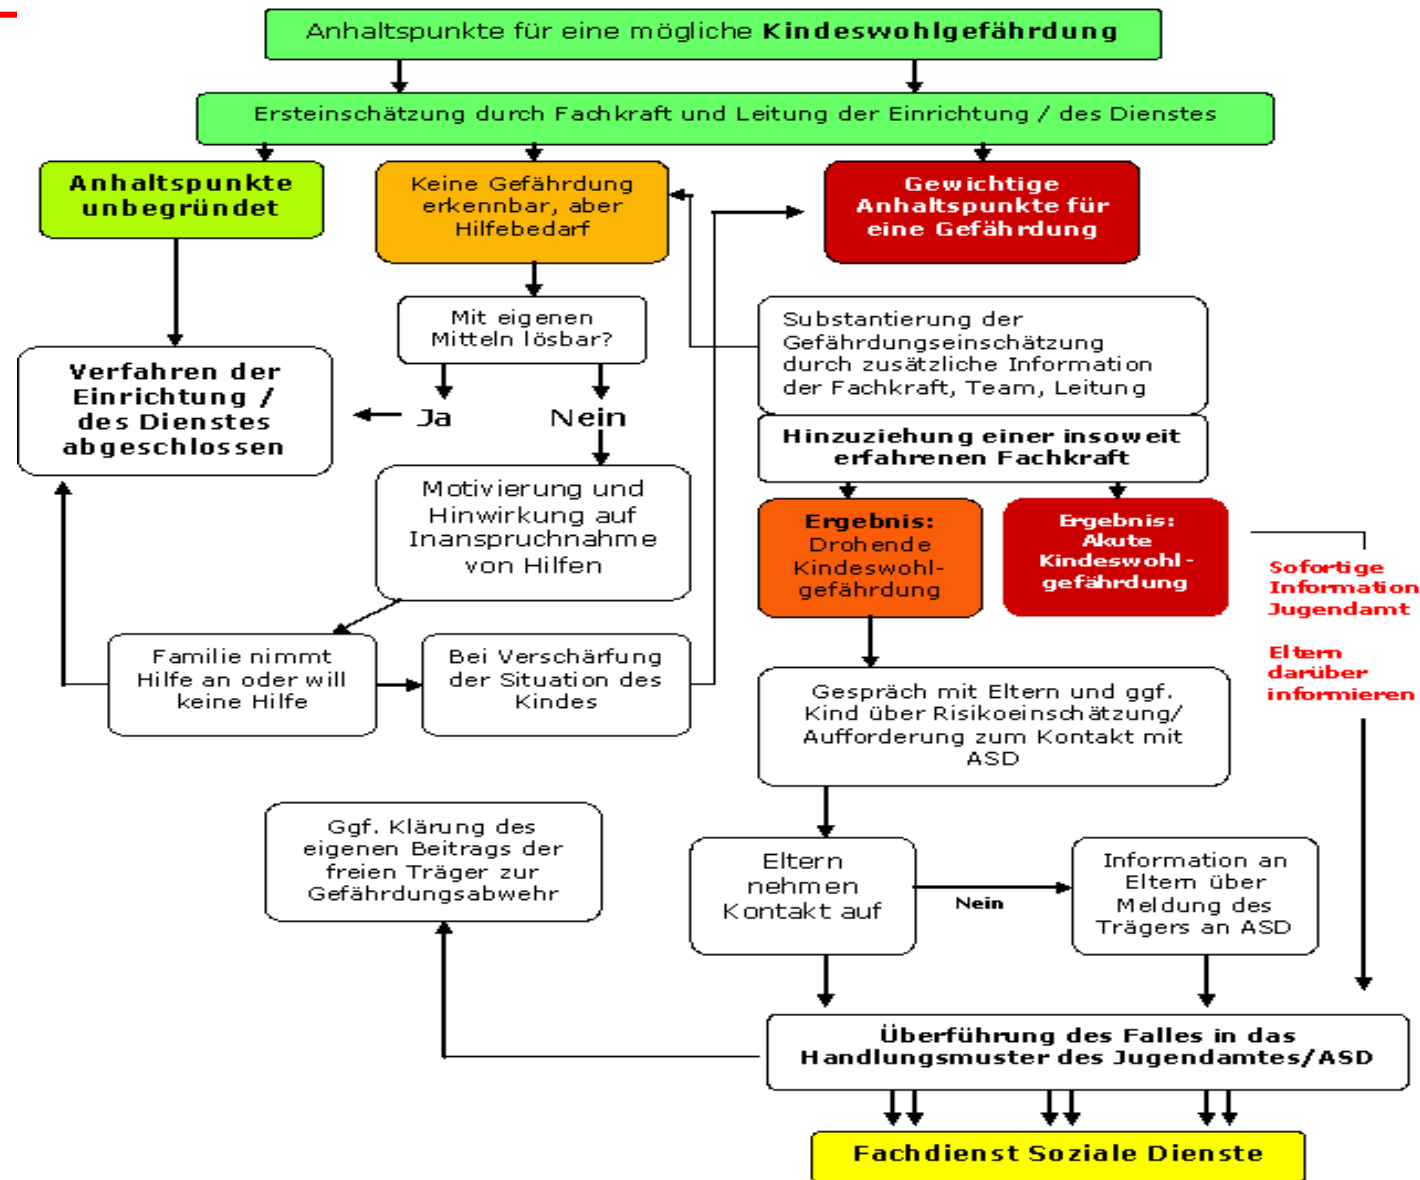 Anhaltspunkte für eine mögliche Kindeswohlgefährdung
Ersteinschätzung durch Fachkraft und Leitung der Einrichtung / des Dienstes
Anhaltspunkte
unbegründet
Keine Gefährdung
erkennbar, aber
Hilfebedarf
Gewichtige
Anhaltspunkte für
eine Gefährdung
Mit eigenen
Mitteln lösbar?
Substantierung der
Gefährdungseinschätzung
durch zusätzliche Information
der Fachkraft, Team, Leitung
Verfahren der
Einrichtung /
des Dienstes
abgeschlossen
Ja
Nein
Hinzuziehung einer insoweit
erfahrenen Fachkraft
Motivierung und
Hinwirkung auf
Inanspruchnahme
von Hilfen
Ergebnis:
Drohende
Kindeswohl-
gefährdung
Ergebnis:
Akute
Kindeswohl-
gefährdung
Sofortige
Information
Jugendamt
Eltern
darüber
informieren
Familie nimmt
Hilfe an oder will
keine Hilfe
Bei Verschärfung
der Situation des
Kindes
Gespräch mit Eltern und ggf.
Kind über Risikoeinschätzung/
Aufforderung zum Kontakt mit
ASD
Ggf. Klärung des
eigenen Beitrags der
freien Träger zur
Gefährdungsabwehr
Eltern
nehmen
Kontakt auf
Nein
Information an
Eltern über
Meldung des
Trägers an ASD
Überführung des Falles in das
Handlungsmuster des Jugendamtes/ASD
Fachdienst Soziale Dienste